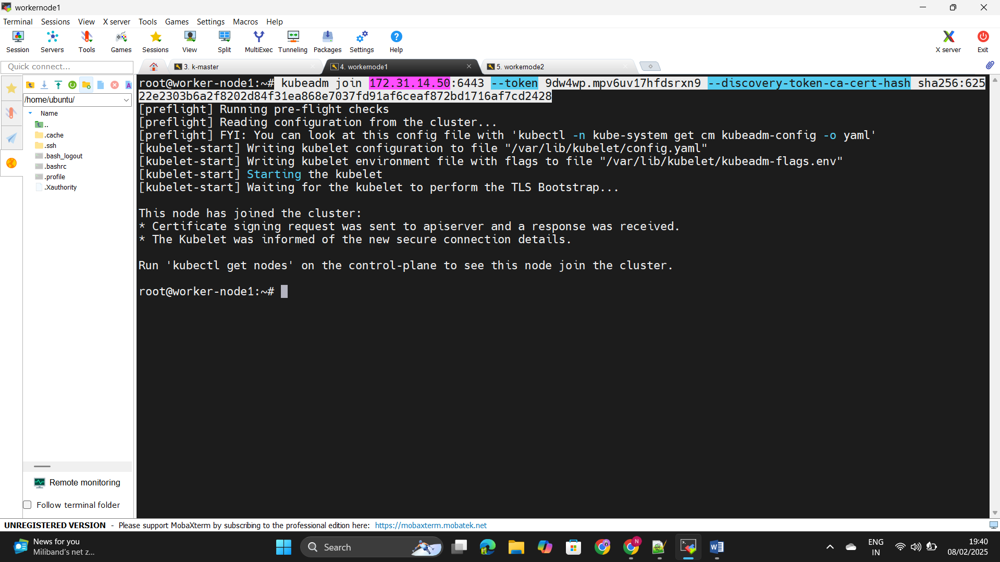 workernode1
Terminal Sessions View X server Tools Games Settings Macros Help
Session Servers Tools Games Sessions View Split MultiExec Tunneling Packages Settings Help X server Exit
Quick connect...
3. k-master 4. workernode1 5. workernode2
/home/ubuntu/
Name
..
.cache
.ssh
.bash_logout
.bashrc
.profile
.Xauthority
Remote monitoring
Follow terminal folder
root@worker-node1:~# kubeadm join 172.31.14.50:6443 --token 9dw4wp.mpv6uv17hfdsrxn9 --discovery-token-ca-cert-hash sha256:625
22e2303b6a2f8202d84f31ea868e7037fd91af6ceaf872bd1716af7cd2428
[preflight] Running pre-flight checks
[preflight] Reading configuration from the cluster...
[preflight] FYI: You can look at this config file with 'kubectl -n kube-system get cm kubeadm-config -o yaml'
[kubelet-start] Writing kubelet configuration to file "/var/lib/kubelet/config.yaml"
[kubelet-start] Writing kubelet environment file with flags to file "/var/lib/kubelet/kubeadm-flags.env"
[kubelet-start] Starting the kubelet
[kubelet-start] Waiting for the kubelet to perform the TLS Bootstrap...
This node has joined the cluster:
* Certificate signing request was sent to apiserver and a response was received.
* The Kubelet was informed of the new secure connection details.
Run 'kubectl get nodes' on the control-plane to see this node join the cluster.
root@worker-node1:~#
UNREGISTERED VERSION - Please support MobaXterm by subscribing to the professional edition here: https://mobaxterm.mobatek.net
News for you
Miliband's net z...
Search
ENG
IN
19:40
08/02/2025